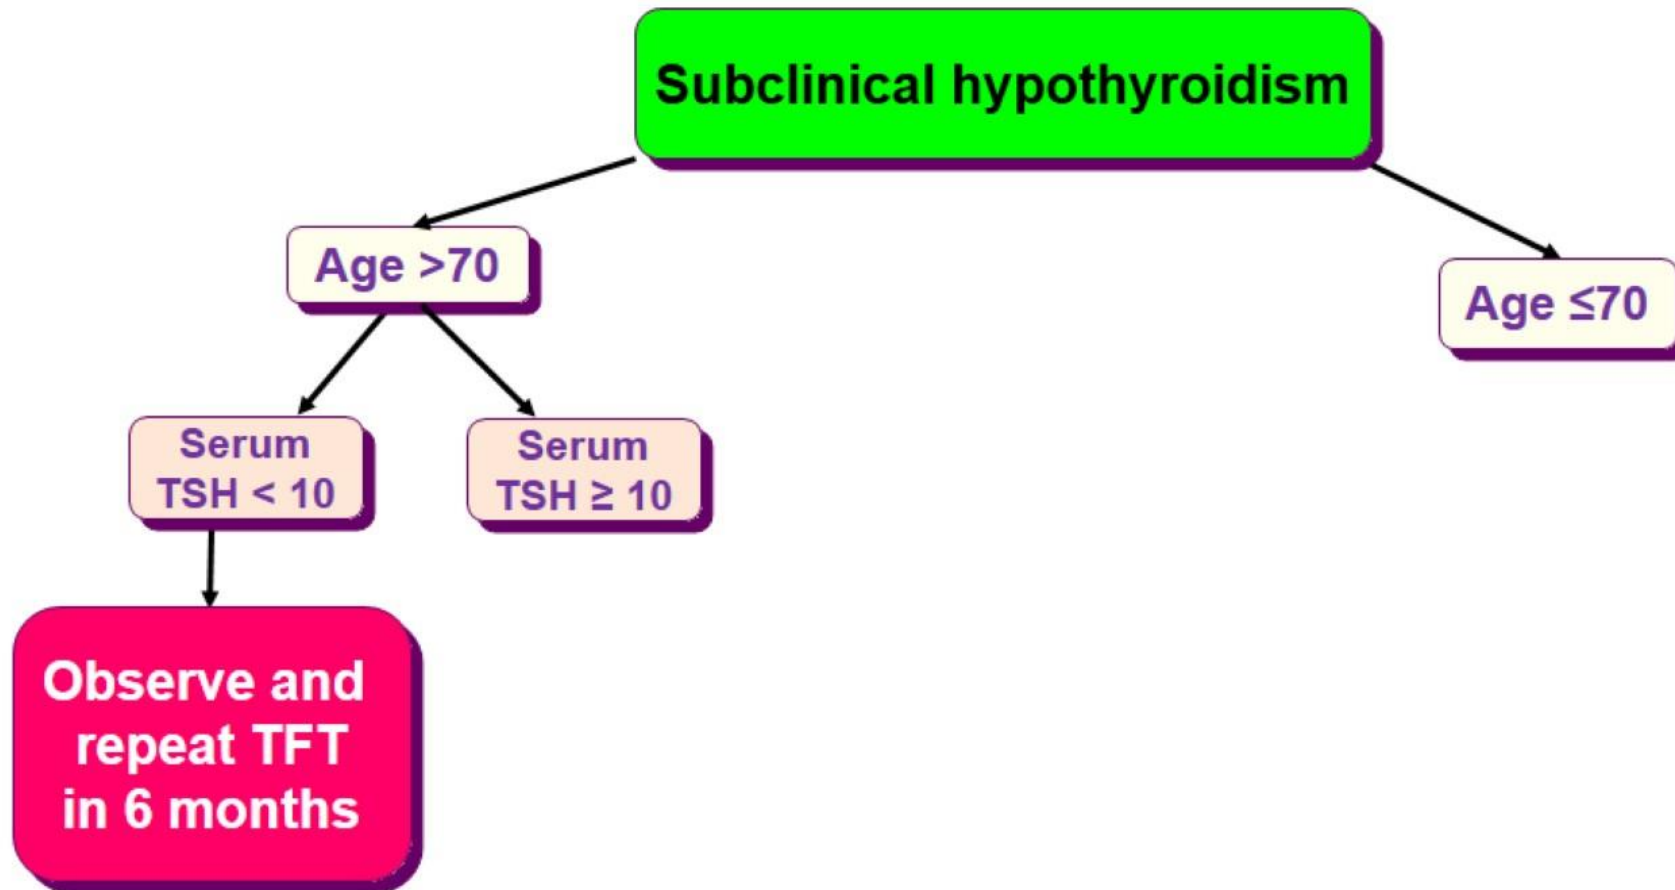 Subclinical hypothyroidism
Age >70
Age ≤70
Serum
TSH < 10
Serum
TSH ≥ 10
Observe and
repeat TFT
in 6 months